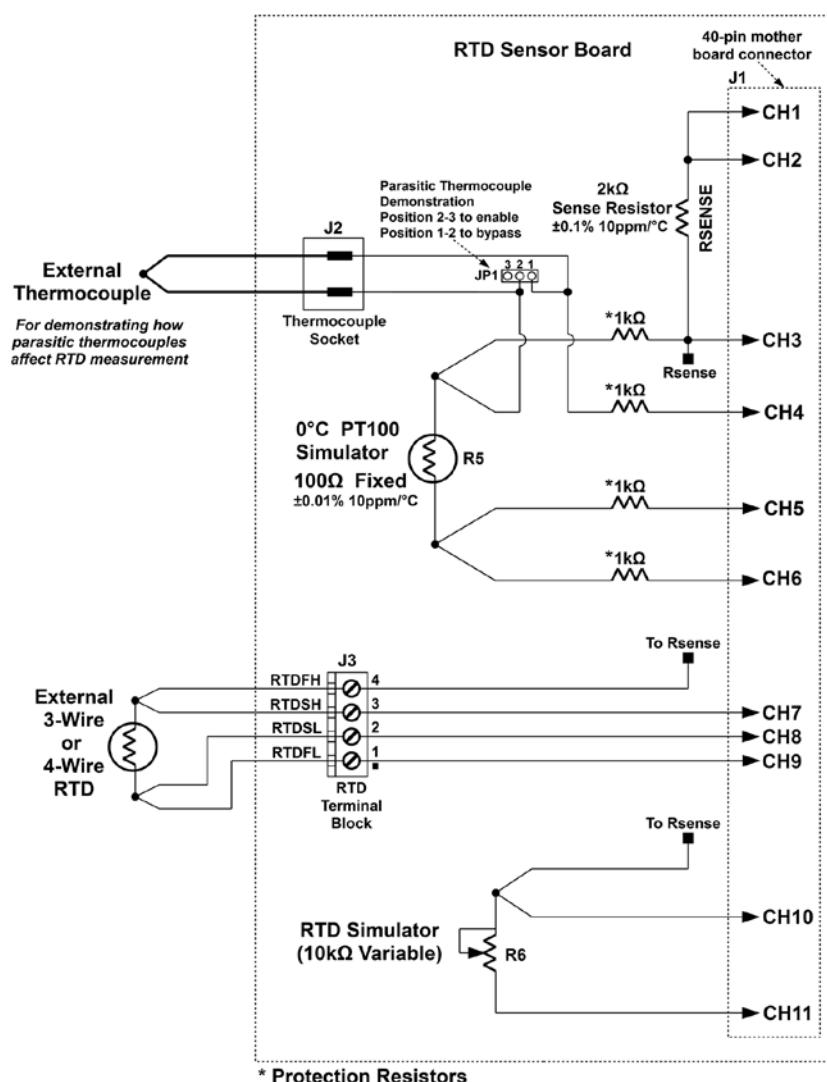 RTD Sensor Board
40-pin mother
board connector
J1
CH1
CH2
2kΩ
Sense Resistor
±0.1% 10ppm/°C
RSENSE
Parasitic Thermocouple
Demonstration
Position 2-3 to enable
Position 1-2 to bypass
J2
3 2 1
JP1
External
Thermocouple
For demonstrating how
parasitic thermocouples
affect RTD measurement
Thermocouple
Socket
*1kΩ
CH3
Rsense
*1kΩ
CH4
0°C PT100
Simulator
100Ω Fixed
±0.01% 10ppm/°C
R5
*1kΩ
CH5
*1kΩ
CH6
To Rsense
J3
External
3-Wire
or
4-Wire
RTD
RTDFH
4
RTDSH
3
CH7
RTDSL
2
CH8
RTDFL
1
CH9
RTD
Terminal
Block
To Rsense
CH10
RTD Simulator
(10kΩ Variable)
R6
CH11
* Protection Resistors